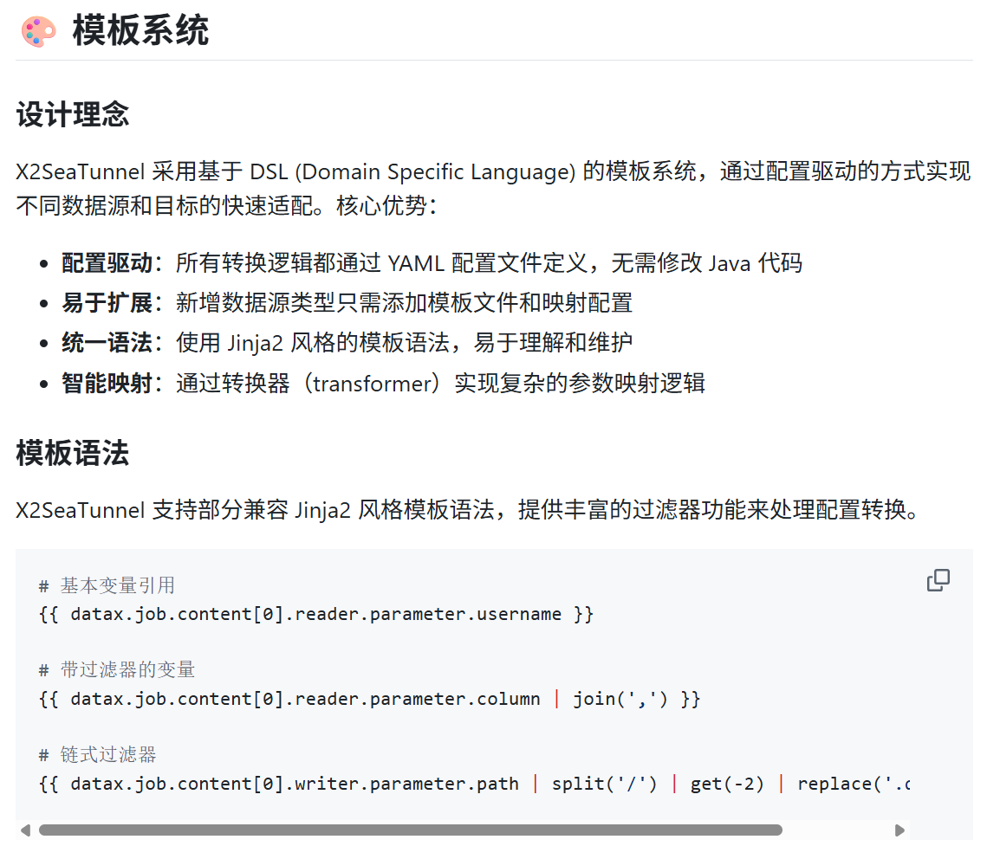 模板系统
设计理念
X2SeaTunnel 采用基于 DSL (Domain Specific Language) 的模板系统，通过配置驱动的方式实现
不同数据源和目标的快速适配。核心优势：
• 配置驱动：所有转换逻辑都通过 YAML 配置文件定义，无需修改 Java 代码
• 易于扩展：新增数据源类型只需添加模板文件和映射配置
• 统一语法：使用 Jinja2 风格的模板语法，易于理解和维护
• 智能映射：通过转换器（transformer）实现复杂的参数映射逻辑
模板语法
X2SeaTunnel 支持部分兼容 Jinja2 风格模板语法，提供丰富的过滤器功能来处理配置转换。
# 基本变量引用
{{ datax.job.content[0].reader.parameter.username }}
# 带过滤器的变量
{{ datax.job.content[0].reader.parameter.column | join(',') }}
# 链式过滤器
{{ datax.job.content[0].writer.parameter.path | split('/') | get(-2) | replace('.